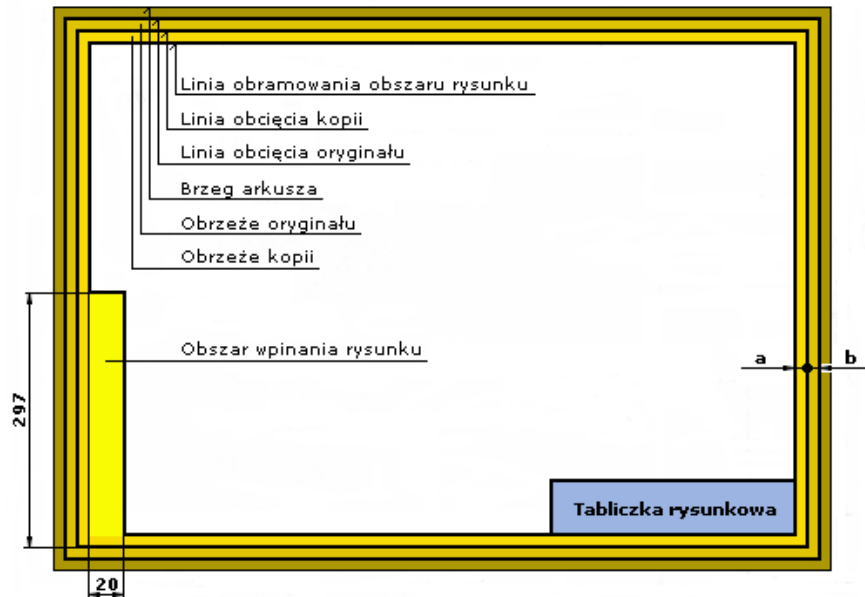 Linia obramowania obszaru rysunku
Linia obcięcia kopii
Linia obcięcia oryginału
Brzeg arkusza
Obrzeże oryginału
Obrzeże kopii
Obszar wpinania rysunku
a
b
297
Tabliczka rysunkowa
20